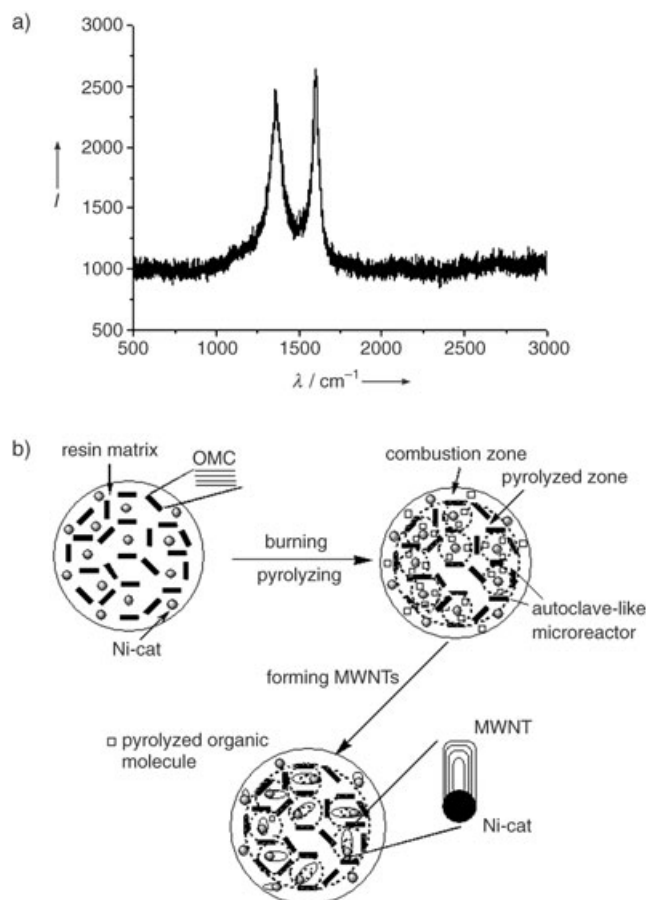 a)
3000
2500
2000
I
1500
1000
500
500 1000 1500 2000 2500 3000
λ / cm⁻¹
b)
resin matrix
OMC
Ni-cat
burning
pyrolyzing
combustion zone
pyrolyzed zone
autoclave-like
microreactor
forming MWNTs
pyrolyzed organic
molecule
MWNT
Ni-cat